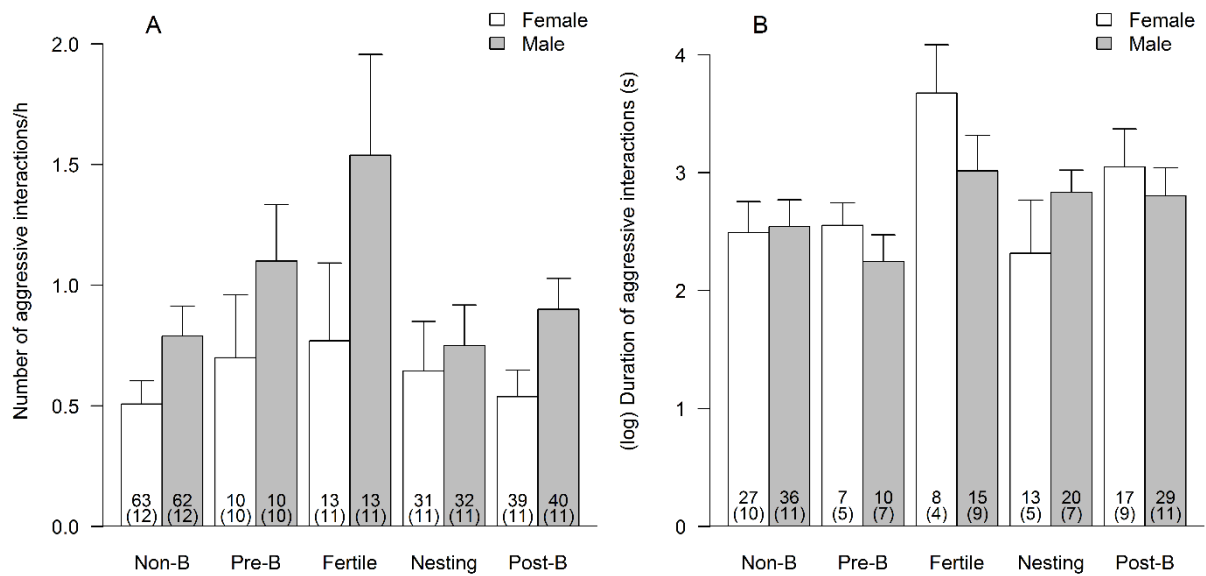 A
Female
Male
Number of aggressive interactions/h
2.0
1.5
1.0
0.5
0.0
63 62 10 10 13 13 31 32 39 40
(12) (12) (10) (10) (11) (11) (11) (11) (11) (11)
Non-B Pre-B Fertile Nesting Post-B
B
Female
Male
(log) Duration of aggressive interactions (s)
4
3
2
1
0
27 36 7 10 8 15 13 20 17 29
(10) (11) (5) (7) (4) (9) (5) (7) (9) (11)
Non-B Pre-B Fertile Nesting Post-B